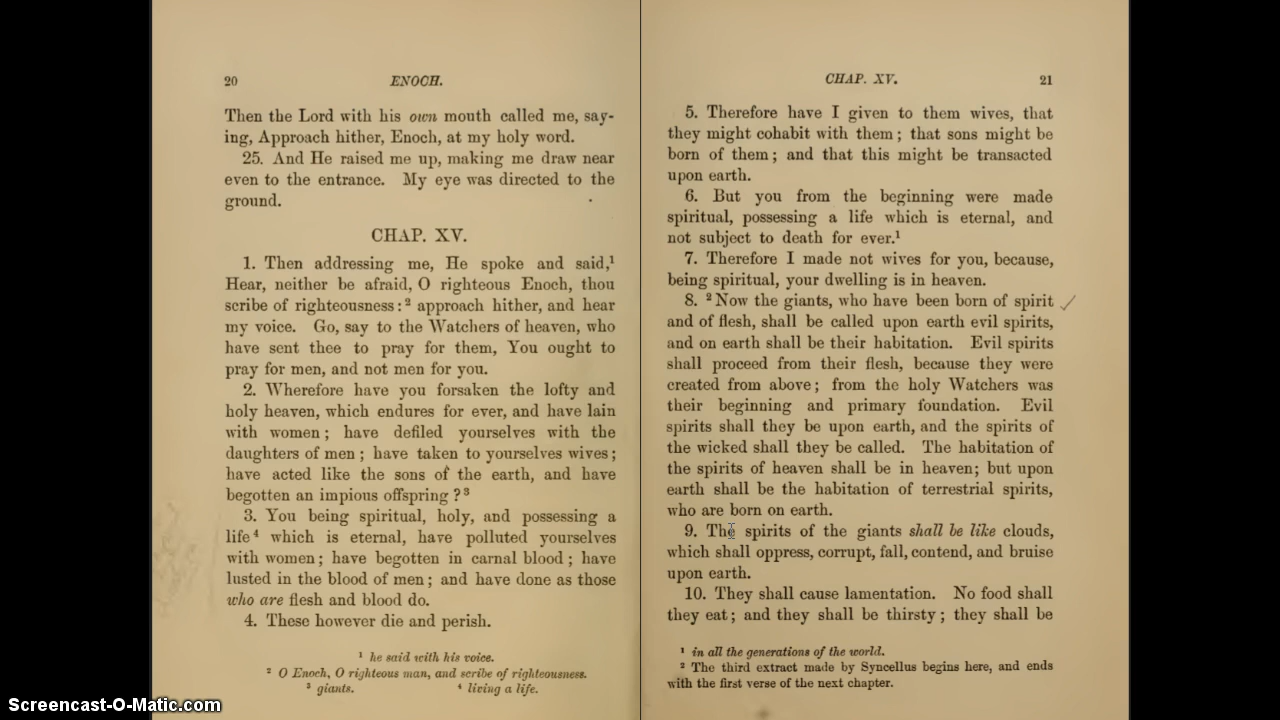 20 ENOCH.
Then the Lord with his own mouth called me, say-
ing, Approach hither, Enoch, at my holy word.
25. And He raised me up, making me draw near
even to the entrance. My eye was directed to the
ground.
CHAP. XV.
1. Then addressing me, He spoke and said,¹
Hear, neither be afraid, O righteous Enoch, thou
scribe of righteousness:² approach hither, and hear
my voice. Go, say to the Watchers of heaven, who
have sent thee to pray for them, You ought to
pray for men, and not men for you.
2. Wherefore have you forsaken the lofty and
holy heaven, which endures for ever, and have lain
with women; have defiled yourselves with the
daughters of men; have taken to yourselves wives;
have acted like the sons of the earth, and have
begotten an impious offspring?³
3. You being spiritual, holy, and possessing a
life⁴ which is eternal, have polluted yourselves
with women; have begotten in carnal blood; have
lusted in the blood of men; and have done as those
who are flesh and blood do.
4. These however die and perish.
¹ he said with his voice.
² O Enoch, O righteous man, and scribe of righteousness.
³ giants. ⁴ living a life.
CHAP. XV. 21
5. Therefore have I given to them wives, that
they might cohabit with them; that sons might be
born of them; and that this might be transacted
upon earth.
6. But you from the beginning were made
spiritual, possessing a life which is eternal, and
not subject to death for ever.¹
7. Therefore I made not wives for you, because,
being spiritual, your dwelling is in heaven.
8. ²Now the giants, who have been born of spirit
and of flesh, shall be called upon earth evil spirits,
and on earth shall be their habitation. Evil spirits
shall proceed from their flesh, because they were
created from above; from the holy Watchers was
their beginning and primary foundation. Evil
spirits shall they be upon earth, and the spirits of
the wicked shall they be called. The habitation of
the spirits of heaven shall be in heaven; but upon
earth shall be the habitation of terrestrial spirits,
who are born on earth.
9. The spirits of the giants shall be like clouds,
which shall oppress, corrupt, fall, contend, and bruise
upon earth.
10. They shall cause lamentation. No food shall
they eat; and they shall be thirsty; they shall be
¹ in all the generations of the world.
² The third extract made by Syncellus begins here, and ends
with the first verse of the next chapter.
Screencast-O-Matic.com